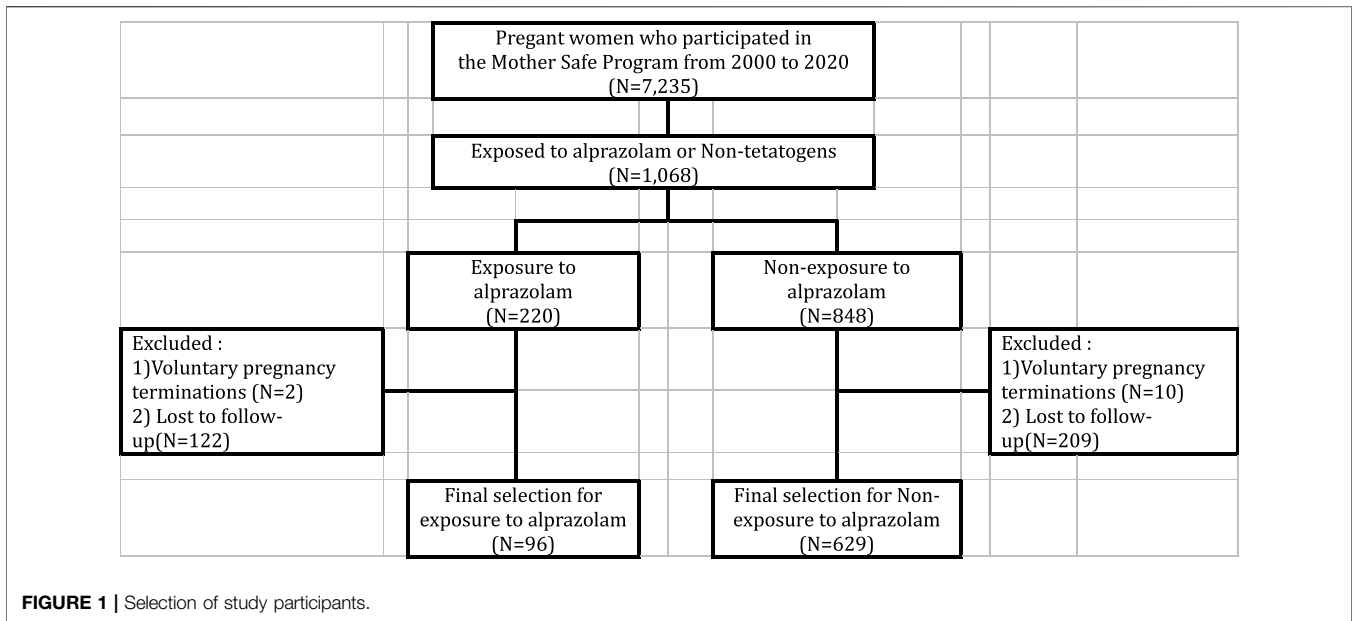 Pregant women who participated in
the Mother Safe Program from 2000 to 2020
(N=7,235)
Exposed to alprazolam or Non-tetatogens
(N=1,068)
Exposure to
alprazolam
(N=220)
Non-exposure to
alprazolam
(N=848)
Excluded :
1)Voluntary pregnancy
terminations (N=2)
2) Lost to follow-
up(N=122)
Excluded :
1)Voluntary pregnancy
terminations (N=10)
2) Lost to follow-
up(N=209)
Final selection for
exposure to alprazolam
(N=96)
Final selection for Non-
exposure to alprazolam
(N=629)
FIGURE 1 | Selection of study participants.